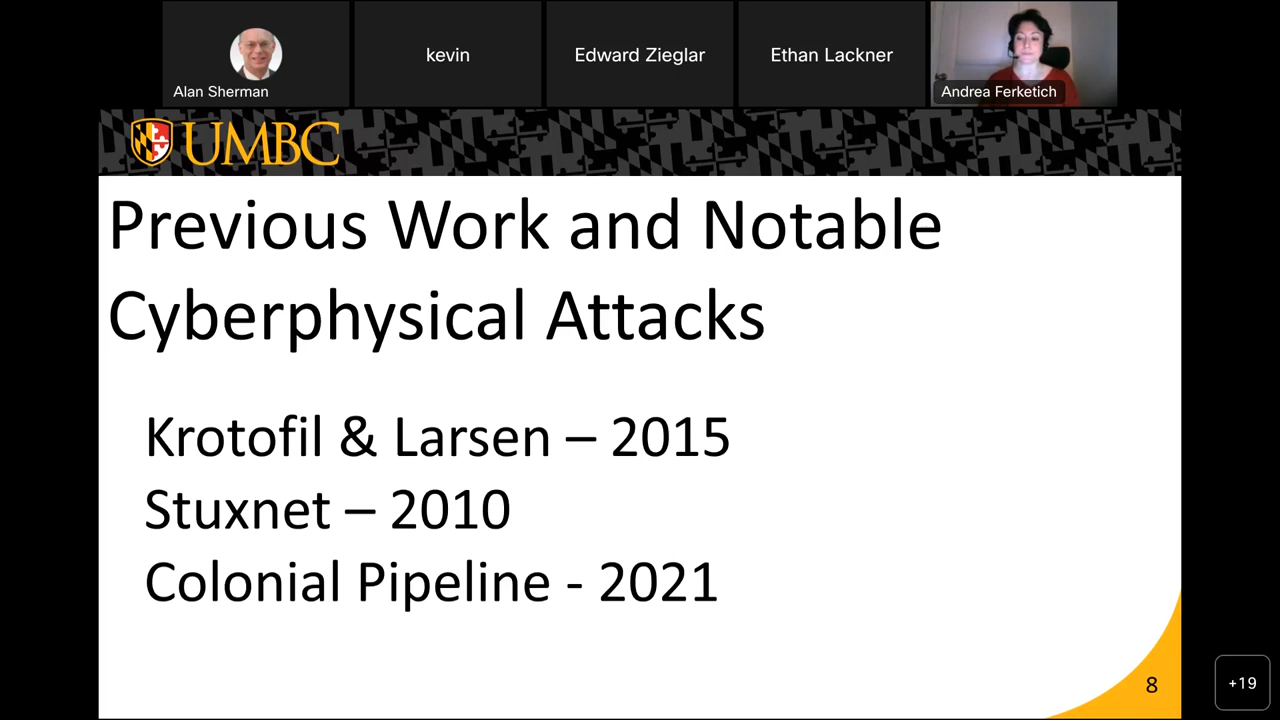 Alan Sherman
kevin
Edward Zieglar
Ethan Lackner
Andrea Ferketich
UMBC
Previous Work and Notable
Cyberphysical Attacks
Krotofil & Larsen – 2015
Stuxnet – 2010
Colonial Pipeline - 2021
8
+19